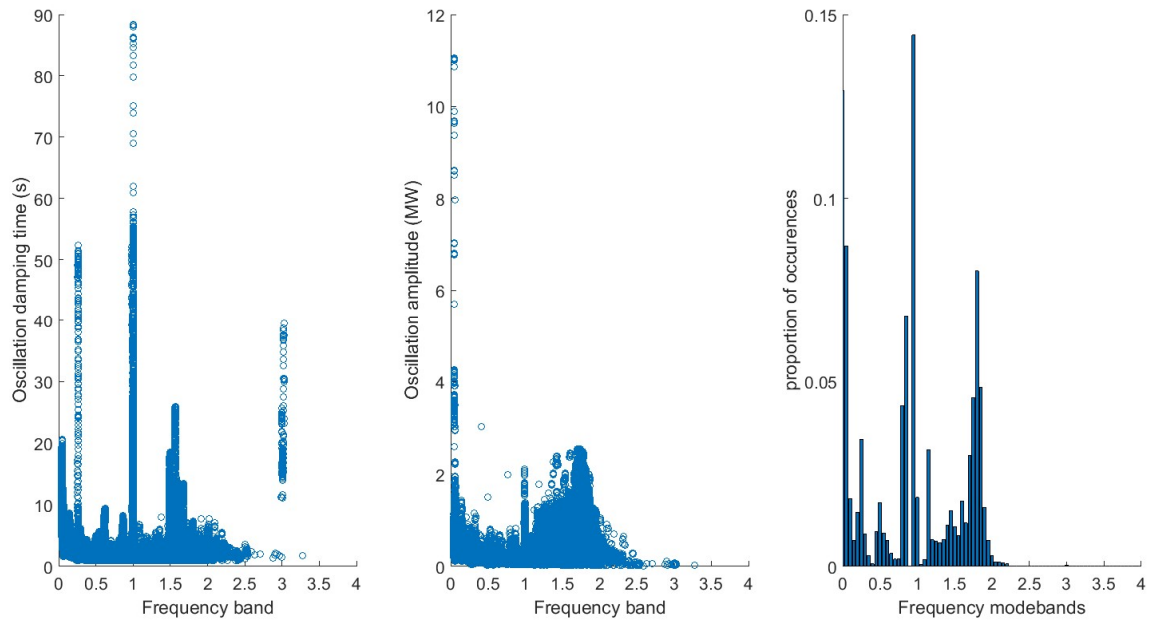 Oscillation damping time (s)
90
80
70
60
50
40
30
20
10
0
0 0.5 1 1.5 2 2.5 3 3.5 4
Frequency band
Oscillation amplitude (MW)
12
10
8
6
4
2
0
0 0.5 1 1.5 2 2.5 3 3.5 4
Frequency band
proportion of occurences
0.15
0.1
0.05
0
0 0.5 1 1.5 2 2.5 3 3.5 4
Frequency modebands